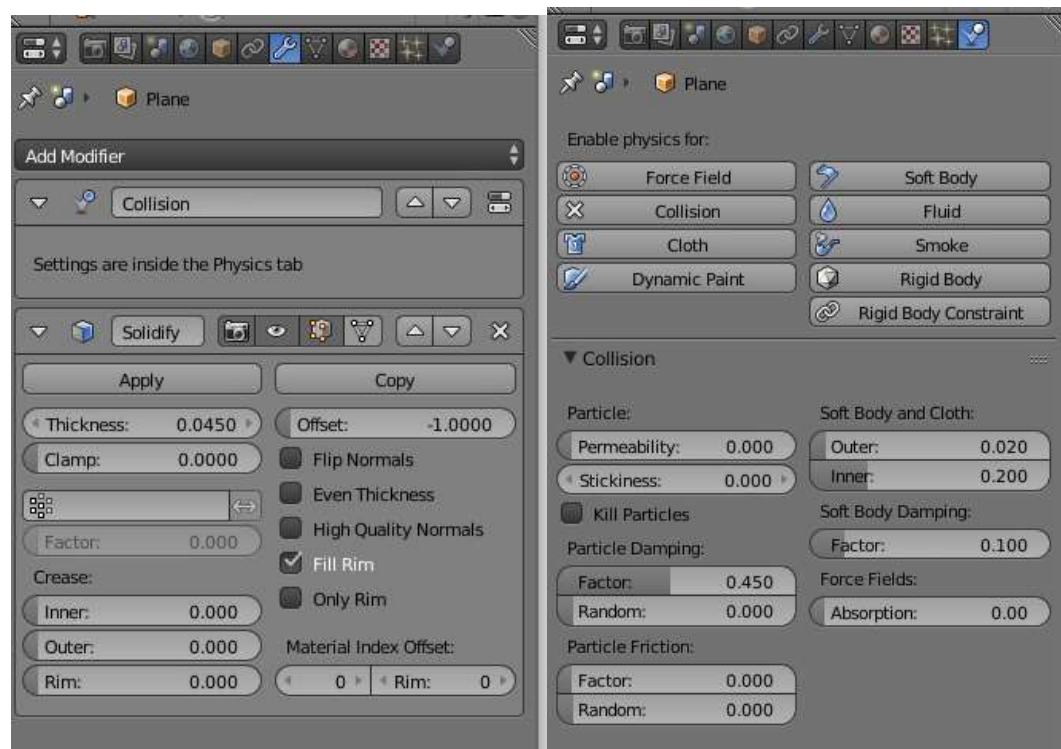 Plane
Add Modifier
Collision
Settings are inside the Physics tab
Solidify
Apply
Copy
Thickness: 0.0450
Offset: -1.0000
Clamp: 0.0000
Flip Normals
Even Thickness
High Quality Normals
Factor: 0.000
Fill Rim
Crease:
Only Rim
Inner: 0.000
Outer: 0.000
Material Index Offset:
Rim: 0.000
0
Rim: 0
Plane
Enable physics for:
Force Field
Soft Body
Collision
Fluid
Cloth
Smoke
Dynamic Paint
Rigid Body
Rigid Body Constraint
Collision
Particle:
Soft Body and Cloth:
Permeability: 0.000
Outer: 0.020
Stickiness: 0.000
Inner: 0.200
Kill Particles
Soft Body Damping:
Particle Damping:
Factor: 0.100
Factor: 0.450
Force Fields:
Random: 0.000
Absorption: 0.00
Particle Friction:
Factor: 0.000
Random: 0.000